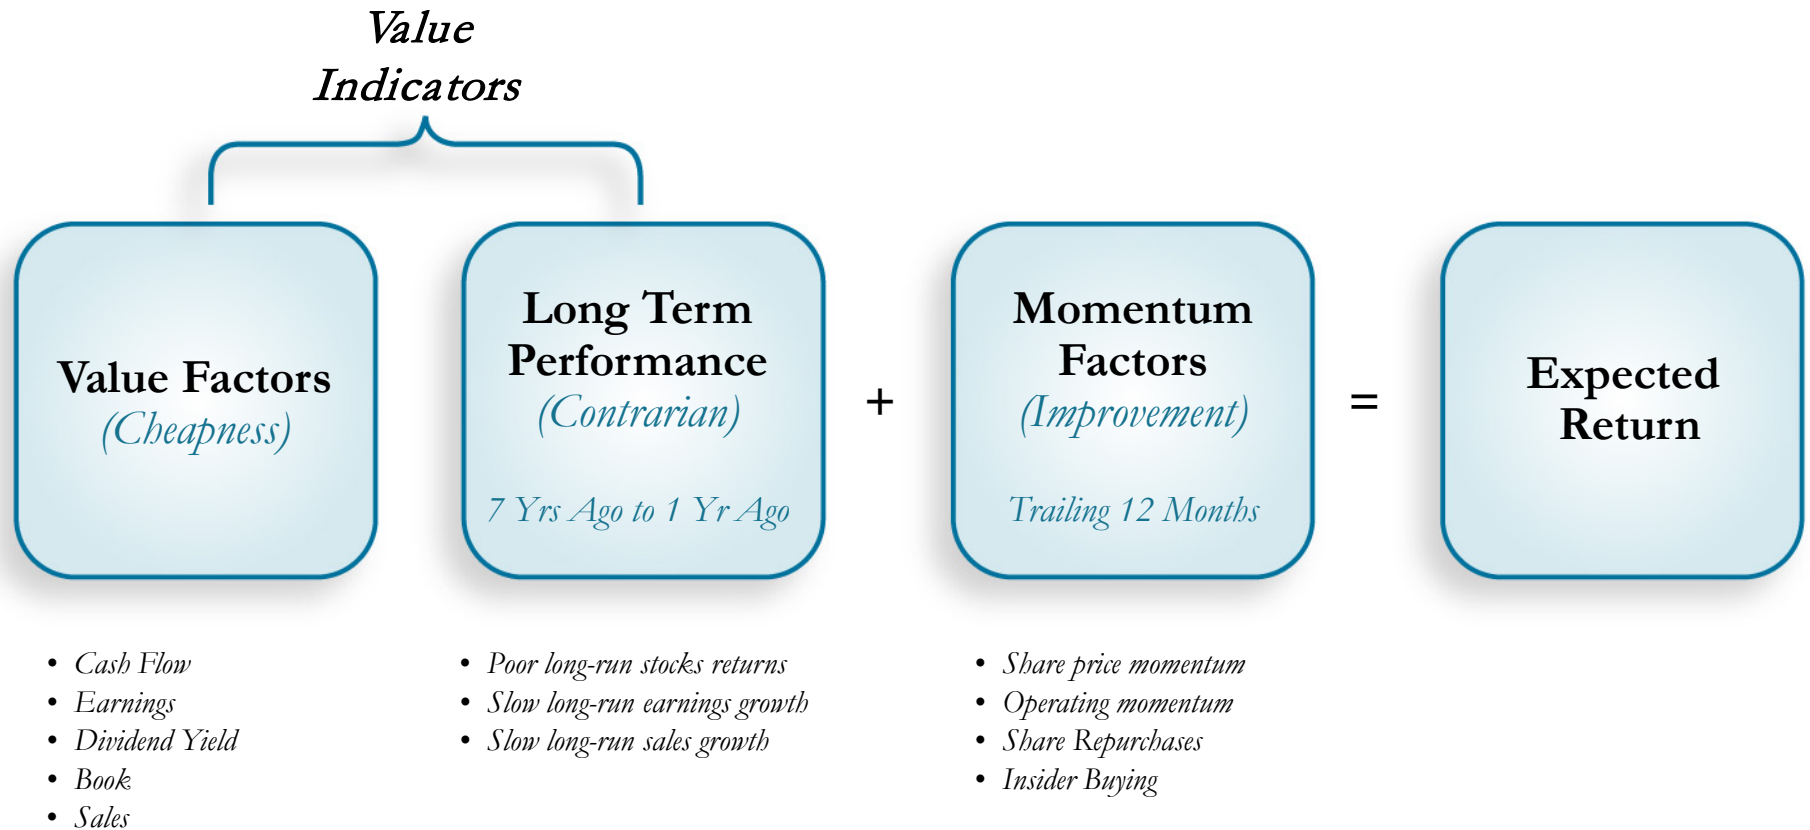 Value
Indicators
Value Factors
(Cheapness)
Long Term
Performance
(Contrarian)
7 Yrs Ago to 1 Yr Ago
+
Momentum
Factors
(Improvement)
Trailing 12 Months
=
Expected
Return
• Cash Flow
• Earnings
• Dividend Yield
• Book
• Sales
• Poor long-run stocks returns
• Slow long-run earnings growth
• Slow long-run sales growth
• Share price momentum
• Operating momentum
• Share Repurchases
• Insider Buying